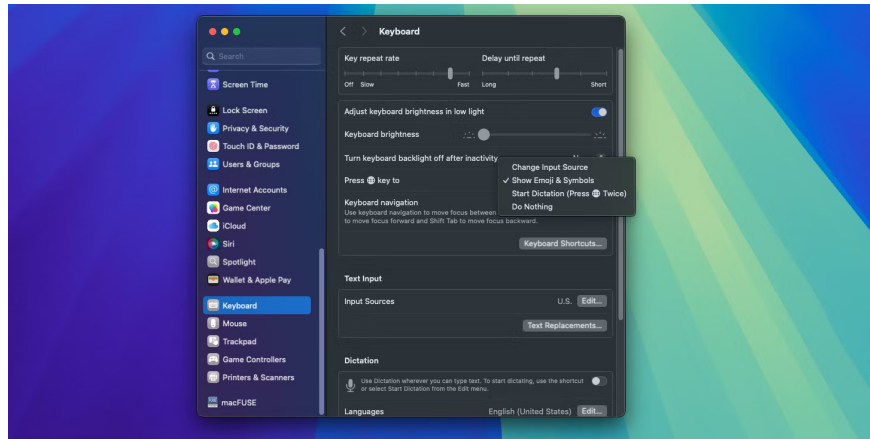 Search
Screen Time
Lock Screen
Privacy & Security
Touch ID & Password
Users & Groups
Internet Accounts
Game Center
iCloud
Siri
Spotlight
Wallet & Apple Pay
Keyboard
Mouse
Trackpad
Game Controllers
Printers & Scanners
macFUSE
Keyboard
Key repeat rate
Delay until repeat
Off Slow Fast
Long Short
Adjust keyboard brightness in low light
Keyboard brightness
Turn keyboard backlight off after inactivity
Press 🌐 key to
Change Input Source
✓ Show Emoji & Symbols
Start Dictation (Press 🌐 Twice)
Do Nothing
Keyboard navigation
Use keyboard navigation to move focus between
to move focus forward and Shift Tab to move focus backward.
Keyboard Shortcuts...
Text Input
Input Sources
U.S. Edit...
Text Replacements...
Dictation
Use Dictation wherever you can type text. To start dictating, use the shortcut
or select Start Dictation from the Edit menu.
Languages
English (United States) Edit...